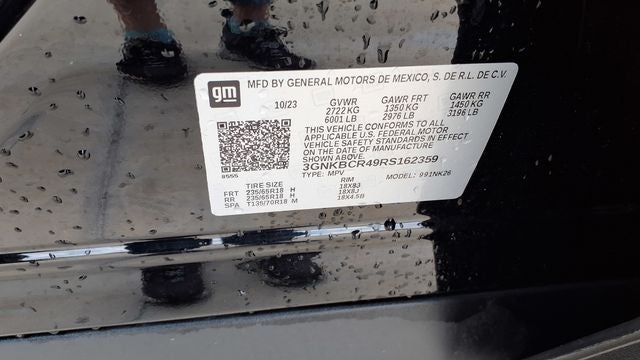 gm
MFD BY GENERAL MOTORS DE MEXICO, S. DE R.L. DE C.V.
10/23 GVWR GAWR FRT GAWR RR
2722 KG 1350 KG 1450 KG
6001 LB 2976 LB 3196 LB
THIS VEHICLE CONFORMS TO ALL
APPLICABLE U.S. FEDERAL MOTOR
VEHICLE SAFETY STANDARDS IN EFFECT
ON THE DATE OF MANUFACTURE
SHOWN ABOVE.
3GNKBCR49RS162359
TYPE: MPV MODEL: 991NK26
TIRE SIZE RIM
FRT 235/65R18 H 18X8J
RR 235/65R18 H 18X8J
SPA T135/70R18 M 18X4.5B